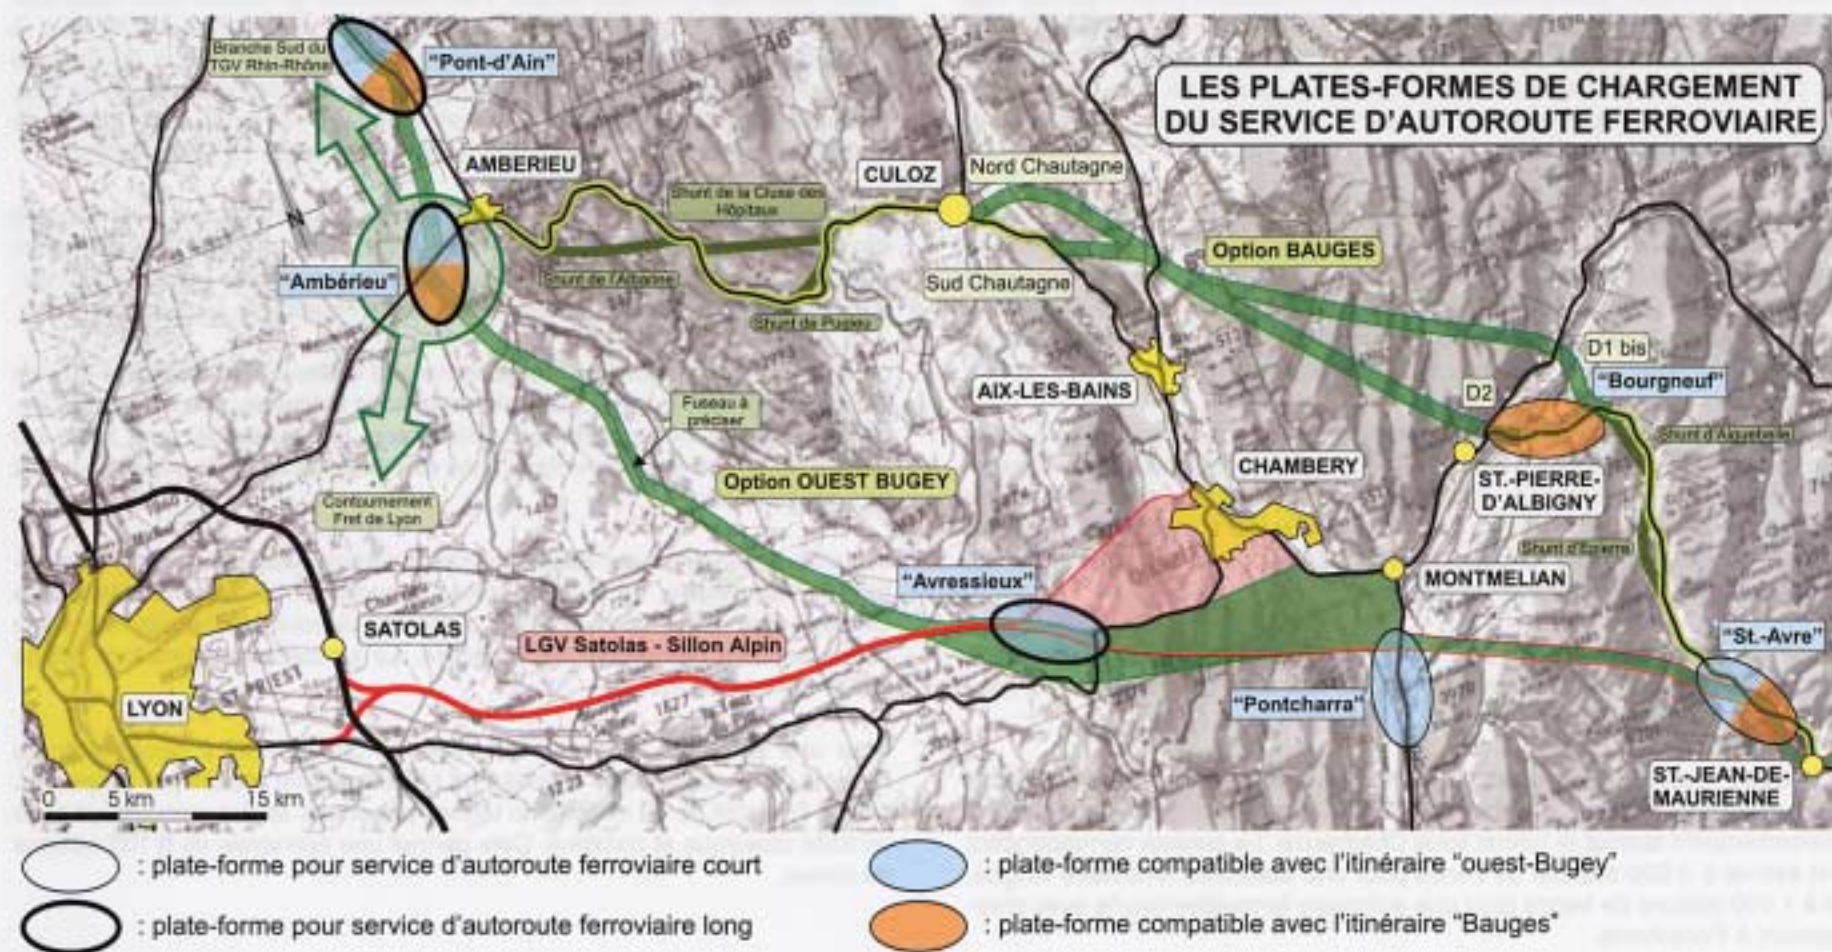 LES PLATES-FORMES DE CHARGEMENT
DU SERVICE D'AUTOROUTE FERROVIAIRE
Branche Sud du
TGV Rhin-Rhône
"Pont-d'Ain"
AMBERIEU
Shunt de la Cluse des
Hôpitaux
CULOZ
Nord Chautagne
N
"Ambérieu"
Shunt de l'Albarine
Shunt de Pugieu
Sud Chautagne
Option BAUGES
D1 bis
"Bourgneuf"
D2
AIX-LES-BAINS
Fuseau à
préciser
Shunt d'Aiguebelle
CHAMBERY
Option OUEST BUGEY
ST.-PIERRE-
D'ALBIGNY
Contournement
Fret de Lyon
Shunt d'Epierre
"Avressieux"
MONTMELIAN
SATOLAS
LGV Satolas - Sillon Alpin
"St.-Avre"
ST PRIEST
1827
LYON
"Pontcharra"
ST.-JEAN-DE-
MAURIENNE
0 5 km 15 km
: plate-forme pour service d'autoroute ferroviaire court
: plate-forme compatible avec l'itinéraire "ouest-Bugey"
: plate-forme pour service d'autoroute ferroviaire long
: plate-forme compatible avec l'itinéraire "Bauges"